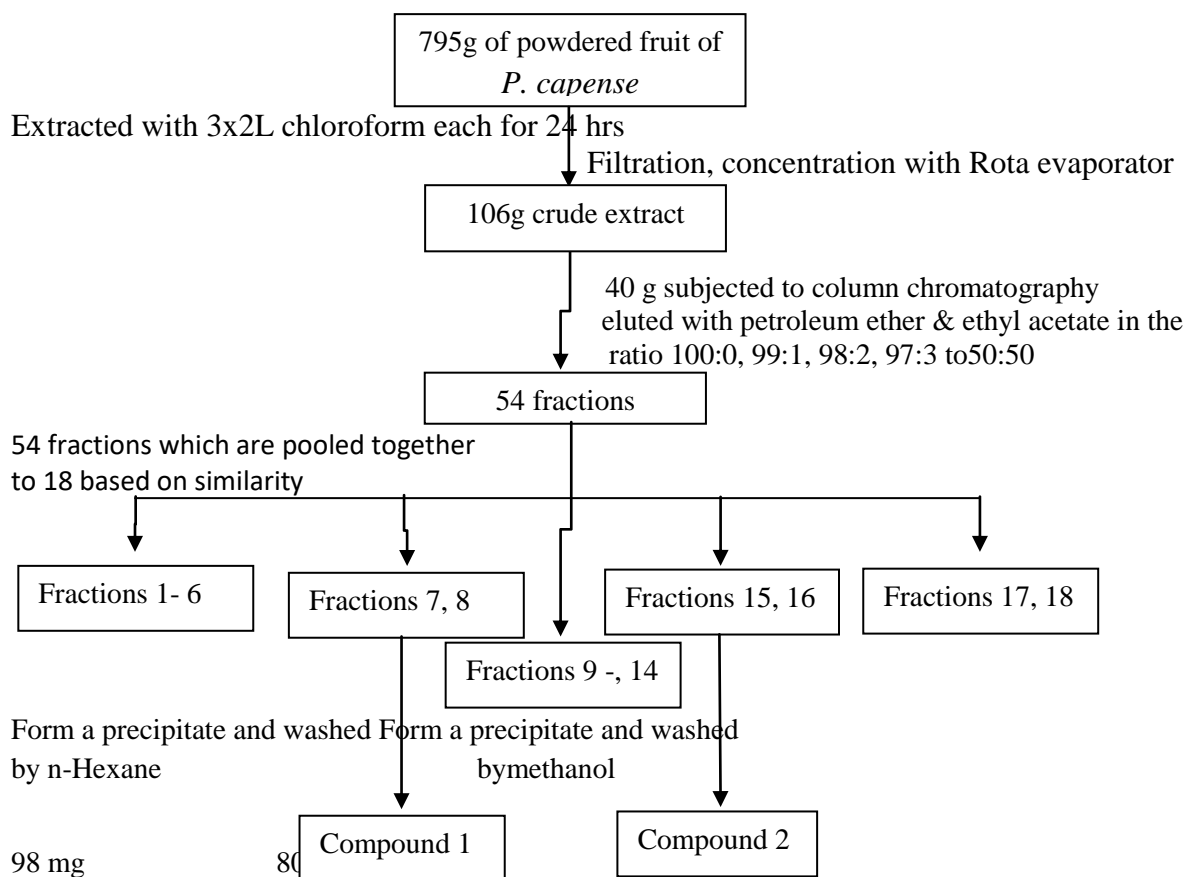 795g of powdered fruit of
P. capense
Extracted with 3x2L chloroform each for 24 hrs
Filtration, concentration with Rota evaporator
106g crude extract
40 g subjected to column chromatography
eluted with petroleum ether & ethyl acetate in the
ratio 100:0, 99:1, 98:2, 97:3 to50:50
54 fractions
54 fractions which are pooled together
to 18 based on similarity
Fractions 1- 6
Fractions 7, 8
Fractions 15, 16
Fractions 17, 18
Fractions 9 -, 14
Form a precipitate and washed Form a precipitate and washed
by n-Hexane bymethanol
Compound 1
Compound 2
98 mg